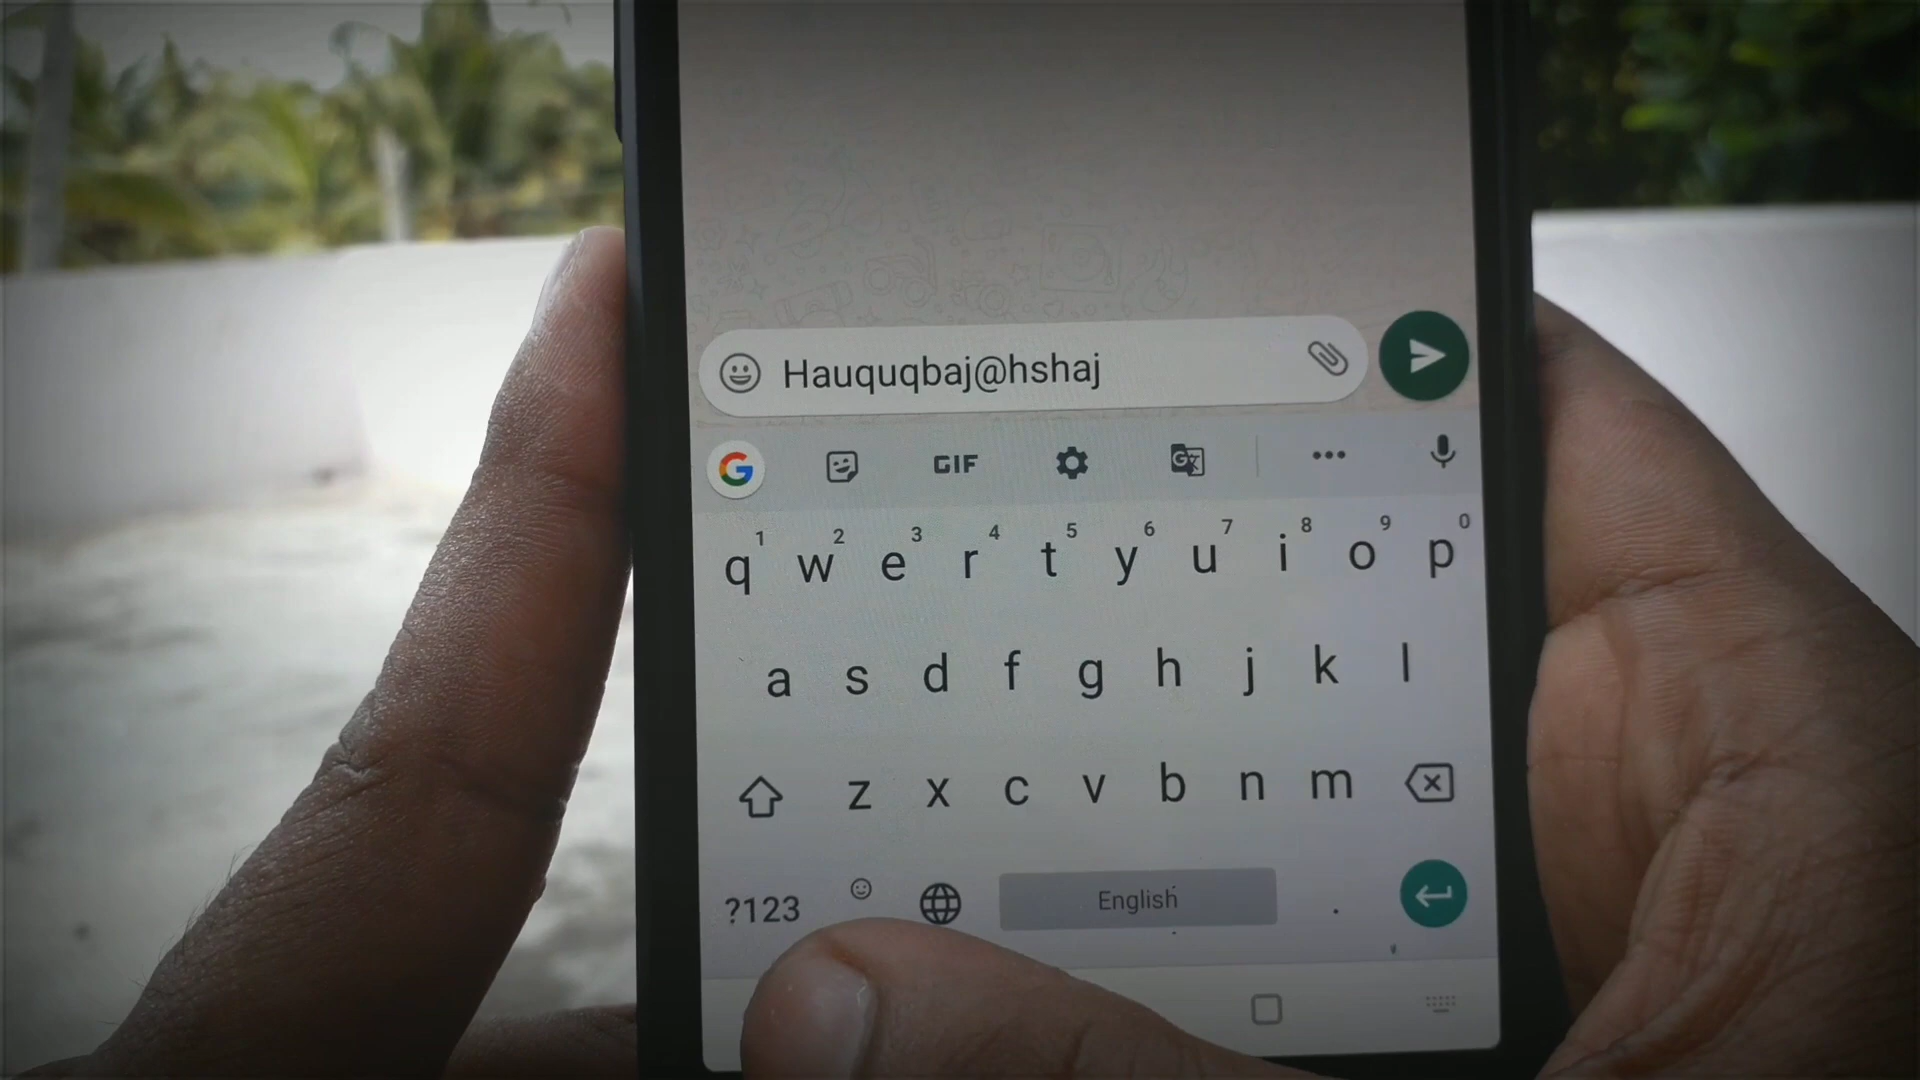 Hauquqbaj@hshaj
G GIF G
1 2 3 4 5 6 7 8 9 0
q w e r t y u i o p
a s d f g h j k l
z x c v b n m
?123 English .